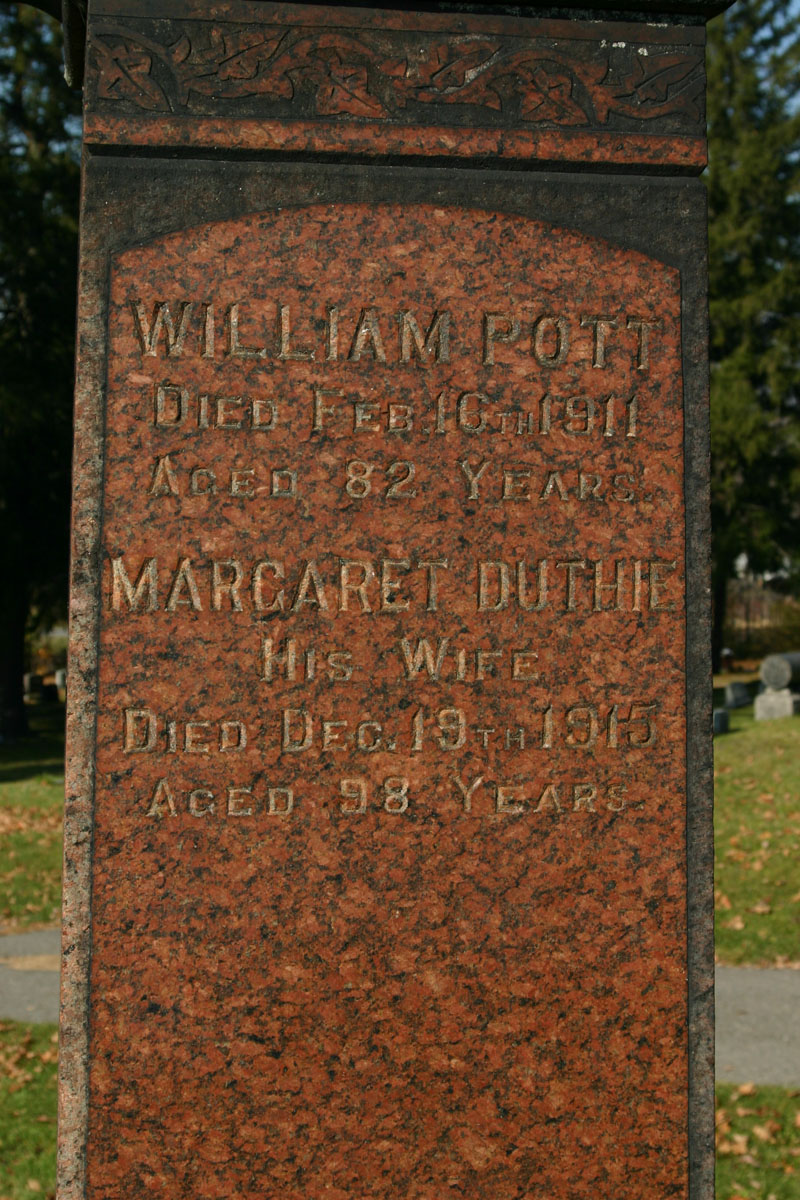 WILLIAM POTT
DIED FEB. 16TH 1911
AGED 82 YEARS.
MARGARET DUTHIE
HIS WIFE
DIED DEC. 19TH 1915
AGED 98 YEARS.